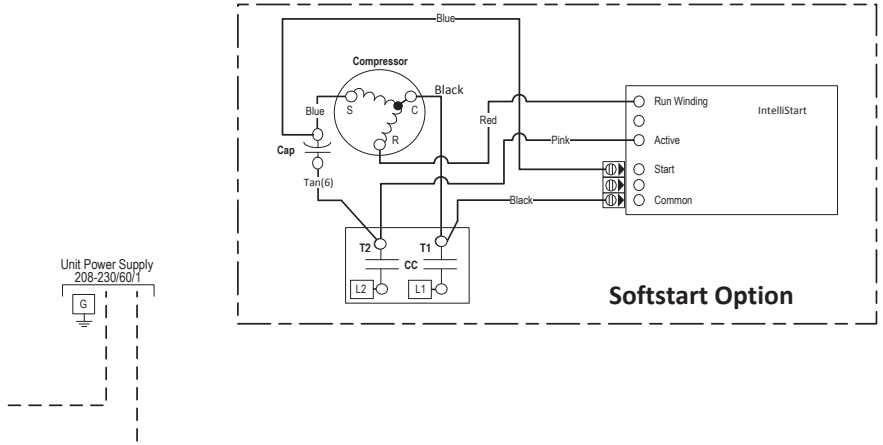 Blue
Compressor
Black
Blue
S
C
R
Red
Cap
Tan(6)
Pink
Black
Run Winding
IntelliStart
Active
Start
Common
T2
T1
CC
L2
L1
Softstart Option
Unit Power Supply
208-230/60/1
G